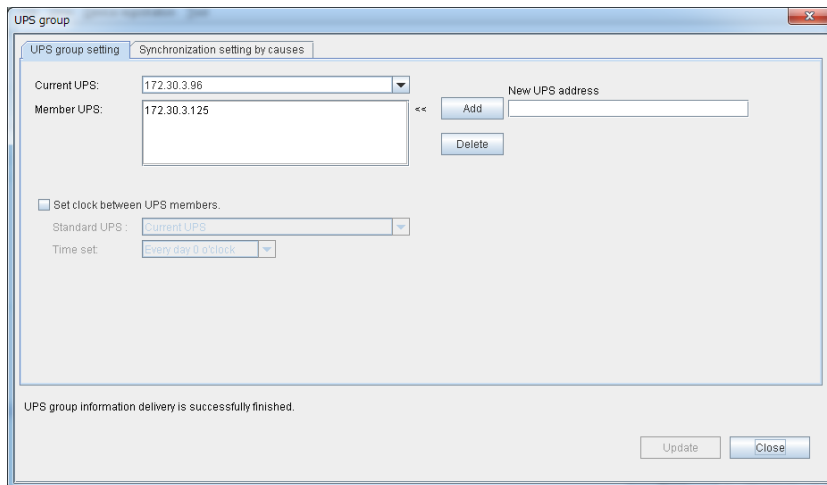 UPS group
UPS group setting
Synchronization setting by causes
Current UPS:
172.30.3.96
New UPS address
Member UPS:
172.30.3.125
<<
Add
Delete
Set clock between UPS members.
Standard UPS :
Current UPS
Time set:
Every day 0 o'clock
UPS group information delivery is successfully finished.
Update
Close